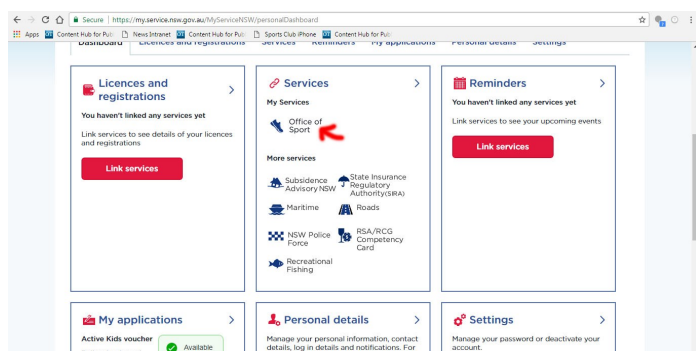 Secure | https://my.service.nsw.gov.au/MyServiceNSW/personalDashboard
Apps Content Hub for Publ News Intranet Content Hub for Publ Sports Club iPhone Content Hub for Publ
Dashboard Licences and registrations Services Reminders My applications Personal details Settings
Licences and
registrations
You haven't linked any services yet
Link services to see details of your licences
and registrations
Link services
Services
My Services
Office of
Sport
More services
Subsidence
Advisory NSW
State Insurance
Regulatory
Authority(SIRA)
Maritime
Roads
NSW Police
Force
RSA/RCG
Competency
Card
Recreational
Fishing
Reminders
You haven't linked any services yet
Link services to see your upcoming events
Link services
My applications
Active Kids voucher
Available
Personal details
Manage your personal information, contact
details, log in details and notifications. For
Settings
Manage your password or deactivate your
account.